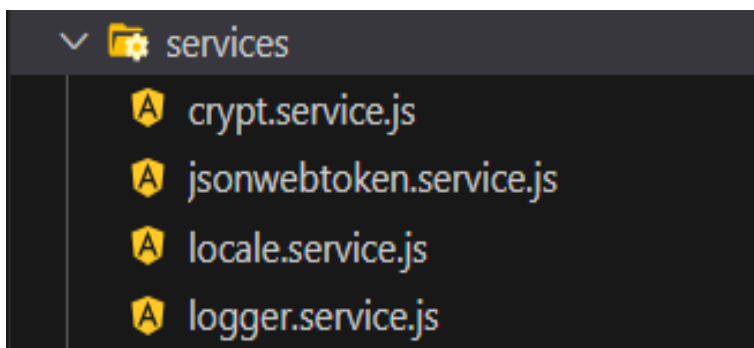 services
crypt.service.js
jsonwebtoken.service.js
locale.service.js
logger.service.js